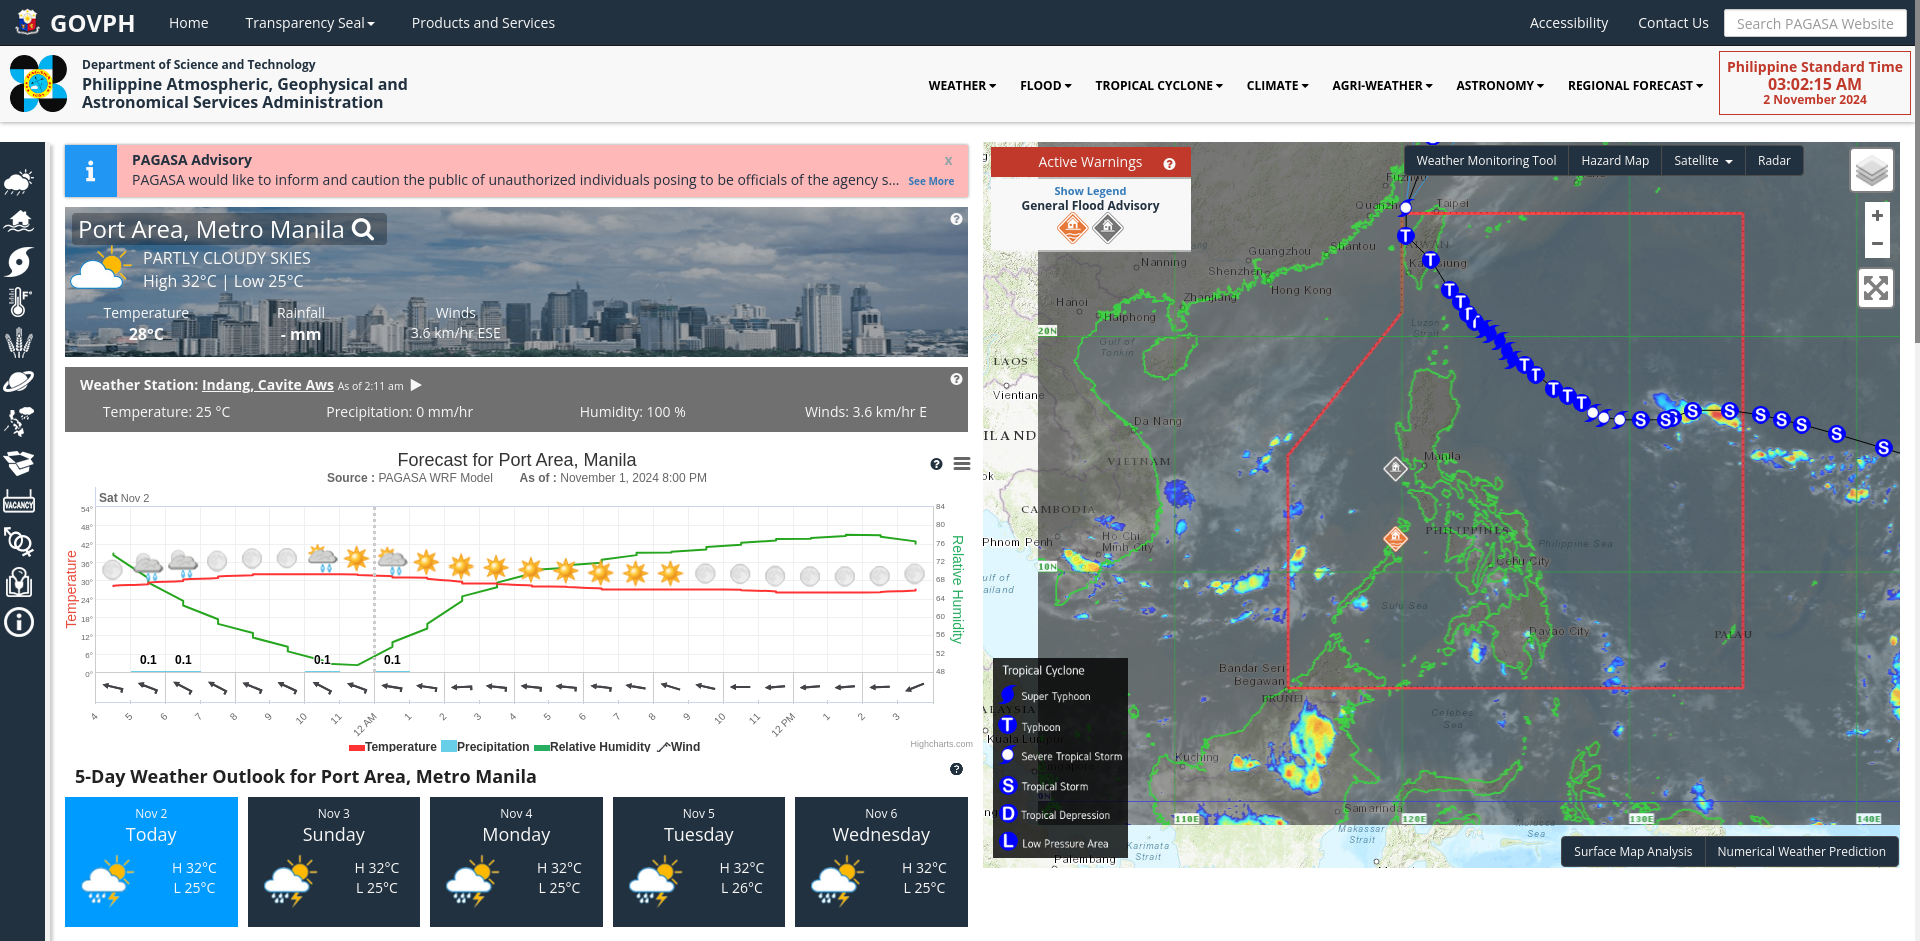 GOVPH Home Transparency Seal Products and Services Accessibility Contact Us Search PAGASA Website
Department of Science and Technology
Philippine Atmospheric, Geophysical and
Astronomical Services Administration
WEATHER FLOOD TROPICAL CYCLONE CLIMATE AGRI-WEATHER ASTRONOMY REGIONAL FORECAST
Philippine Standard Time
03:02:15 AM
2 November 2024
VACANCY
PAGASA Advisory x
PAGASA would like to inform and caution the public of unauthorized individuals posing to be officials of the agency s... See More
Port Area, Metro Manila
PARTLY CLOUDY SKIES
High 32°C | Low 25°C
Temperature Rainfall Winds
28°C - mm 3.6 km/hr ESE
Weather Station: Indang, Cavite Aws As of 2:11 am
Temperature: 25 °C Precipitation: 0 mm/hr Humidity: 100 % Winds: 3.6 km/hr E
Forecast for Port Area, Manila
Source : PAGASA WRF Model As of : November 1, 2024 8:00 PM
Sat Nov 2
54° 84
80
48°
42° 76
36° 72
30° 68
24° 64
18° 60
12° 56
6° 52
0° 48
Temperature
Relative Humidity
0.1 0.1 0.1 0.1
4 5 6 7 8 9 10 11 12 AM 1 2 3 4 5 6 7 8 9 10 11 12 PM 1 2 3
Temperature Precipitation Relative Humidity Wind
Highcharts.com
5-Day Weather Outlook for Port Area, Metro Manila
Nov 2 Nov 3 Nov 4 Nov 5 Nov 6
Today Sunday Monday Tuesday Wednesday
H 32°C H 32°C H 32°C H 32°C H 32°C
L 25°C L 25°C L 25°C L 26°C L 25°C
Active Warnings
Show Legend
General Flood Advisory
Weather Monitoring Tool Hazard Map Satellite Radar
+
−
Taipei
Quanzh
Guangzhou
Shantou
Nanning
Shenzhen
Hong Kong
Zhanjiang
Hanoi
Haiphong
Gulf of
Tonkin
Luzon
Strait
20N
LAOS
Vientiane
Da Nang
ILAND
VIETNAM
Manila
CAMBODIA
Phnom Penh
Ho Chi
Minh City
PHILIPPINES
Philippine Sea
10N
Cebu City
Sulu Sea
Davao City
PALAU
Bandar Seri
Begawan
BRUNEI
Celebes
Sea
Kuching
Samarinda
Makassar
Strait
Karimata
Strait
Palembang
110E 120E 130E 140E
Tropical Cyclone
Super Typhoon
T Typhoon
Severe Tropical Storm
S Tropical Storm
D Tropical Depression
L Low Pressure Area
Surface Map Analysis Numerical Weather Prediction